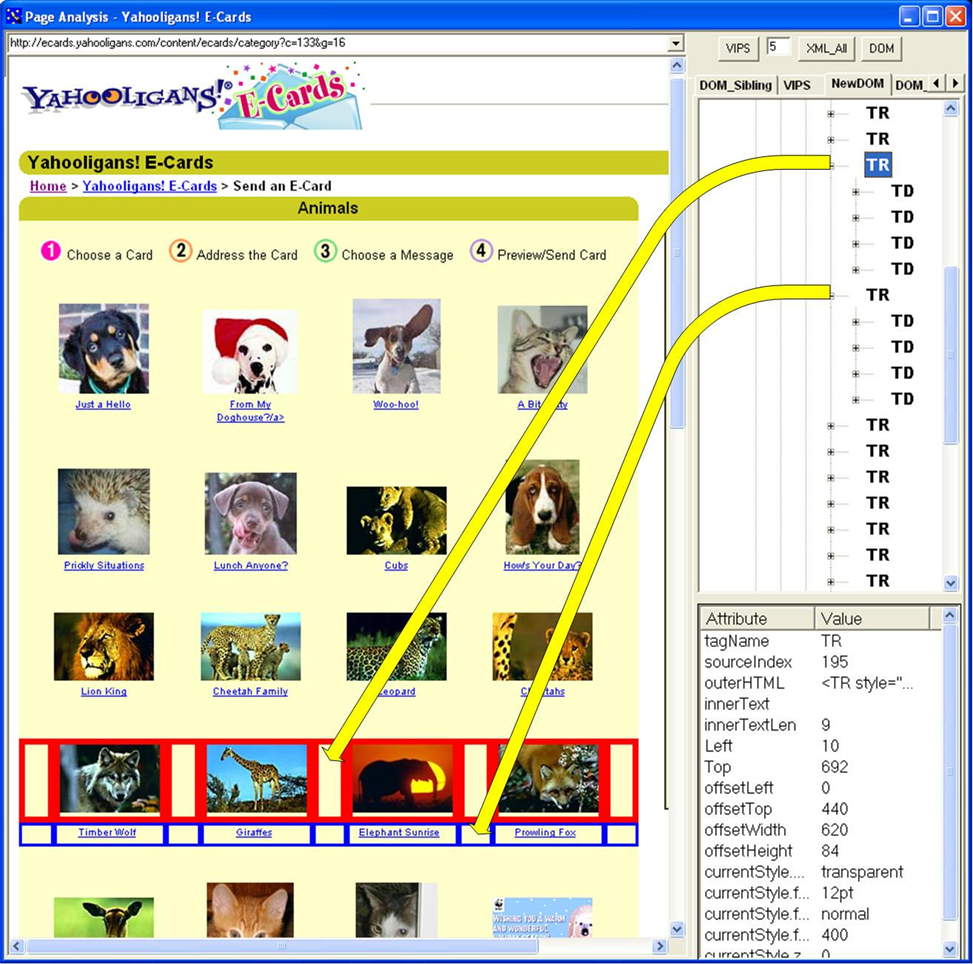 Page Analysis - Yahooligans! E-Cards
http://ecards.yahooligans.com/content/ecards/category?c=133&g=16
VIPS 5 XML_All DOM
DOM_Sibling VIPS NewDOM DOM_
YAHOOLIGANS!® E-Cards
Yahooligans! E-Cards
Home > Yahooligans! E-Cards > Send an E-Card
Animals
1 Choose a Card 2 Address the Card 3 Choose a Message 4 Preview/Send Card
Just a Hello From My Woo-hoo! A Bit
Doghouse?/a>
Prickly Situations Lunch Anyone? Cubs How's Your Day?
Lion King Cheetah Family Leopard
Timber Wolf Giraffes Elephant Sunrise Prowling Fox
WISHING YOU A WARM
AND WONDERFUL
TR
TR
TR
TD
TD
TD
TD
TR
TD
TD
TD
TD
TR
TR
TR
TR
TR
TR
TR
Attribute Value
tagName TR
sourceIndex 195
outerHTML <TR style="...
innerText
innerTextLen 9
Left 10
Top 692
offsetLeft 0
offsetTop 440
offsetWidth 620
offsetHeight 84
currentStyle.... transparent
currentStyle.f... 12pt
currentStyle.f... normal
currentStyle.f... 400
currentStyle.z 0